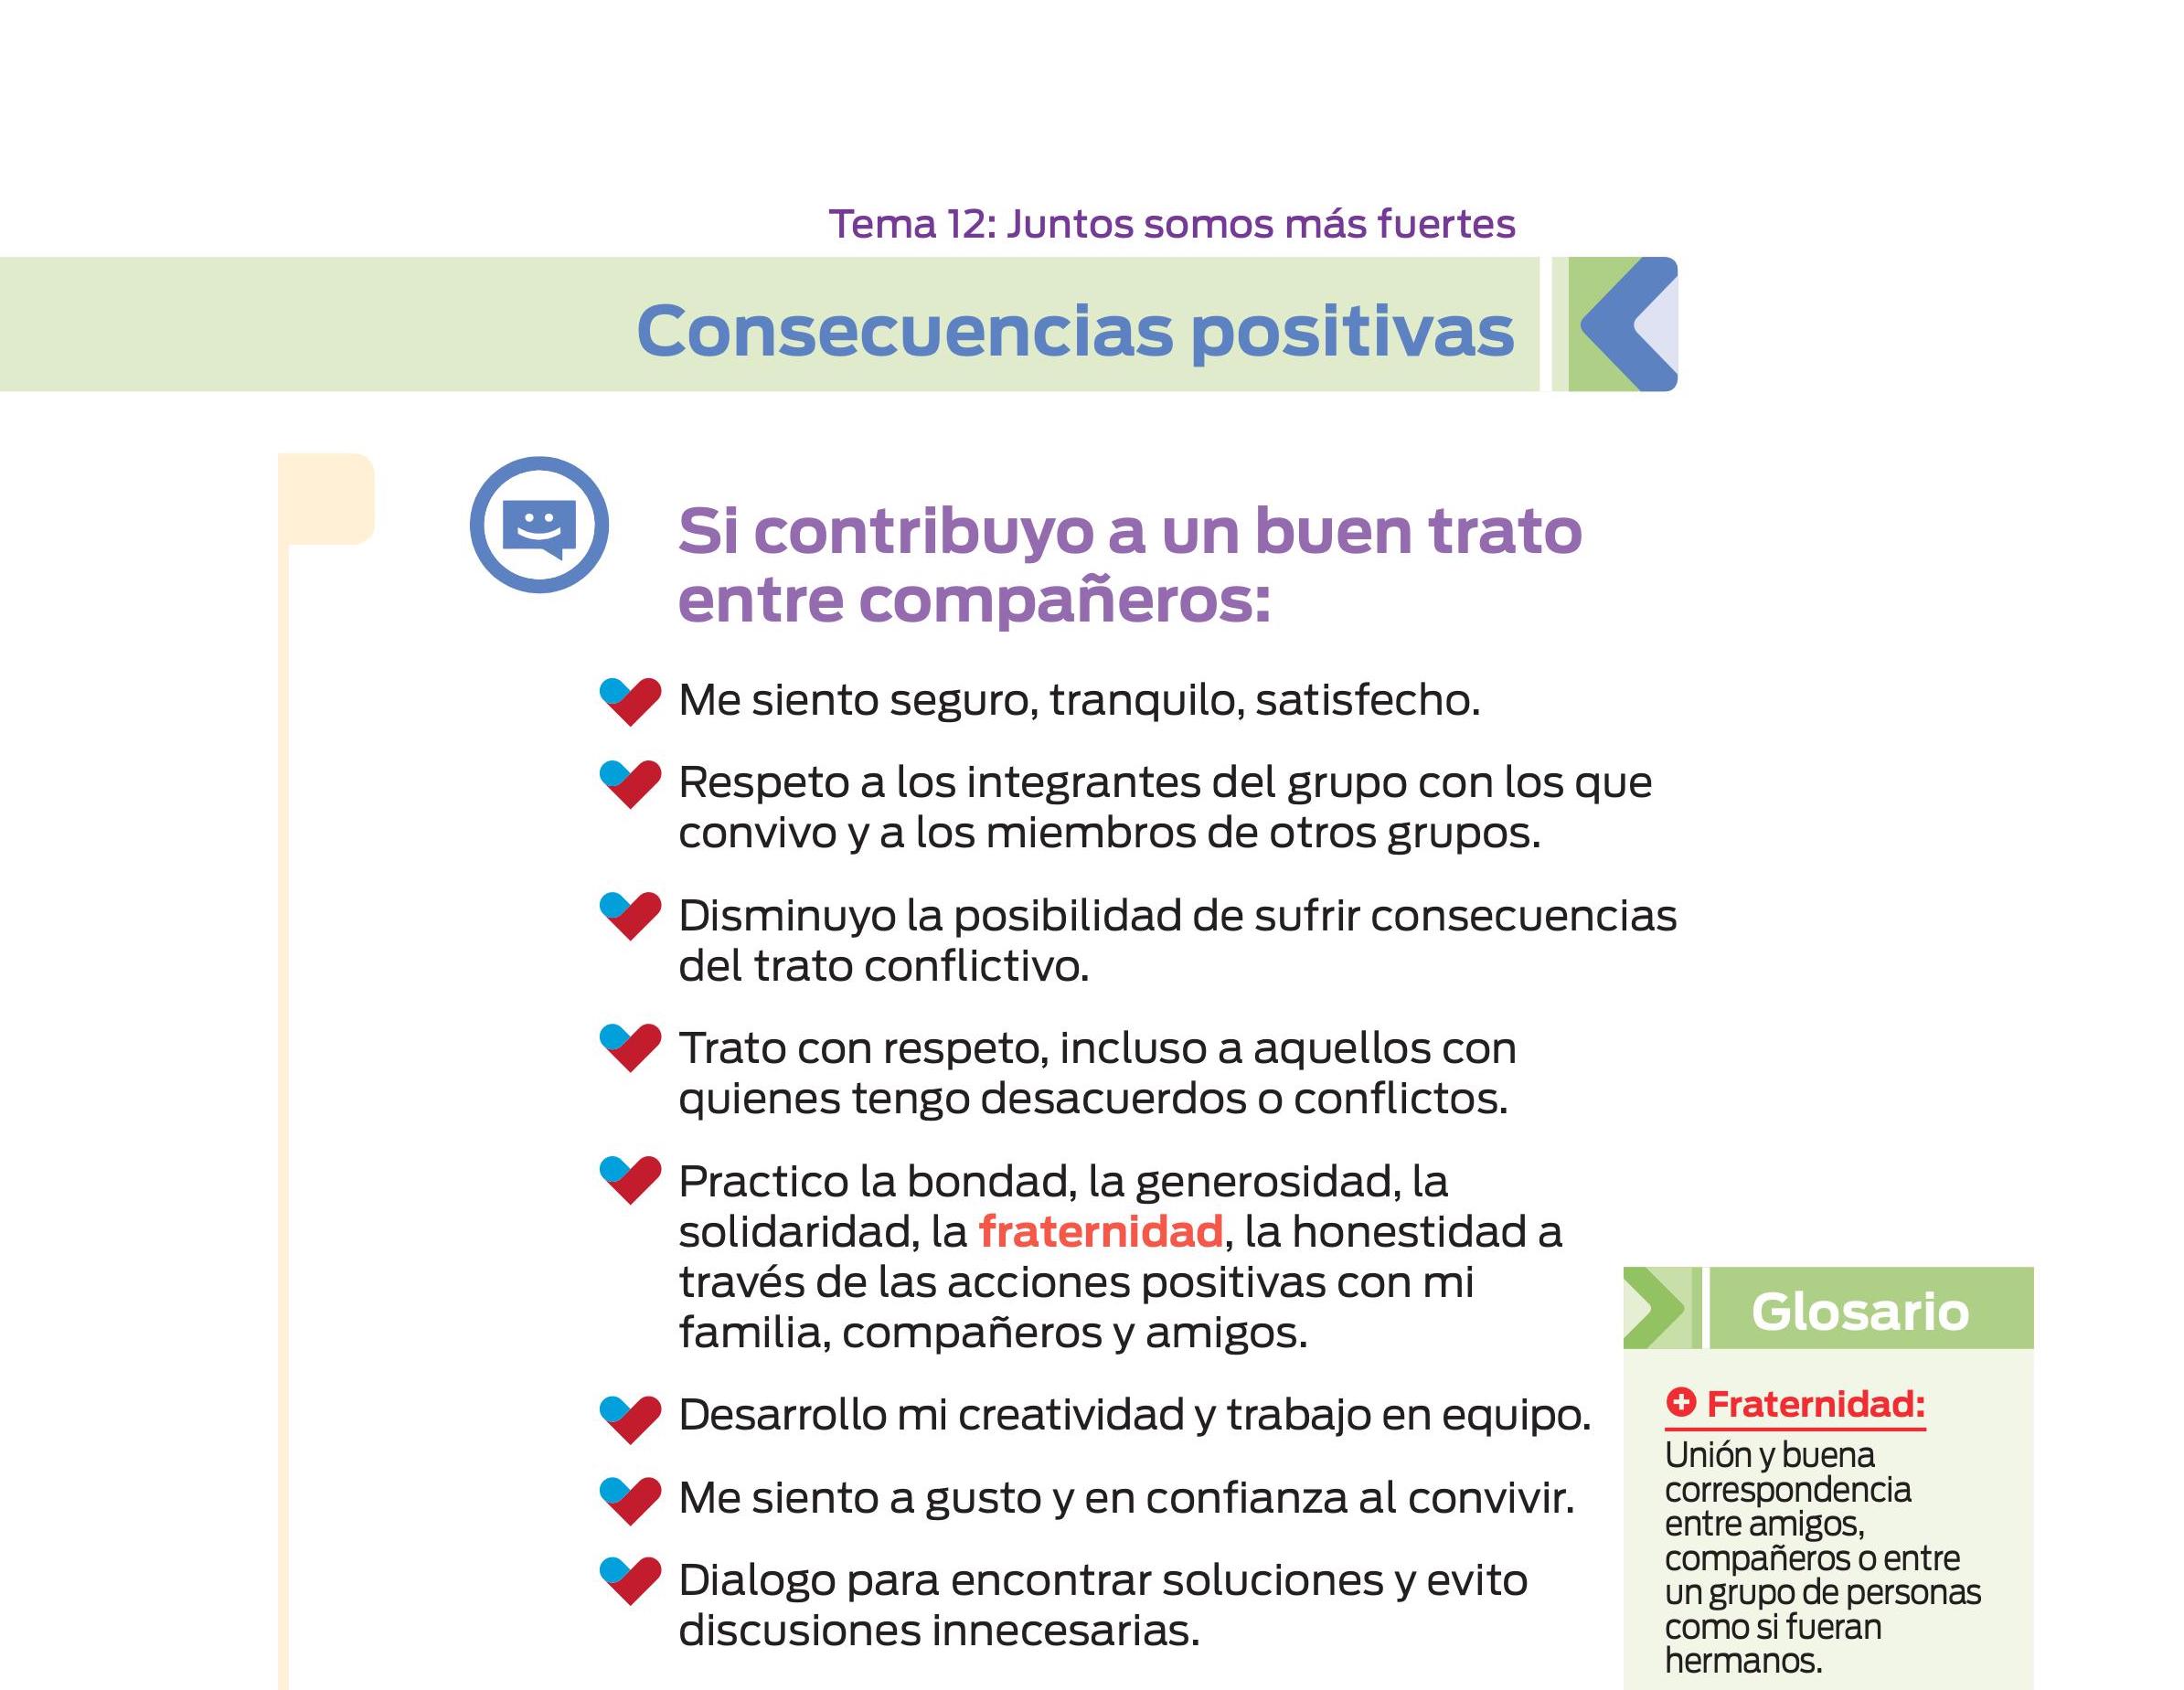 Tema 12: Juntos somos más fuertes
Consecuencias positivas
Si contribuyo a un buen trato
entre compañeros:
Me siento seguro, tranquilo, satisfecho.
Respeto a los integrantes del grupo con los que
convivo y a los miembros de otros grupos.
Disminuyo la posibilidad de sufrir consecuencias
del trato conflictivo.
Trato con respeto, incluso a aquellos con
quienes tengo desacuerdos o conflictos.
Practico la bondad, la generosidad, la
solidaridad, la fraternidad, la honestidad a
través de las acciones positivas con mi
familia, compañeros y amigos.
Desarrollo mi creatividad y trabajo en equipo.
Me siento a gusto y en confianza al convivir.
Dialogo para encontrar soluciones y evito
discusiones innecesarias.
Glosario
Fraternidad:
Unión y buena
correspondencia
entre amigos,
compañeros o entre
un grupo de personas
como si fueran
hermanos.